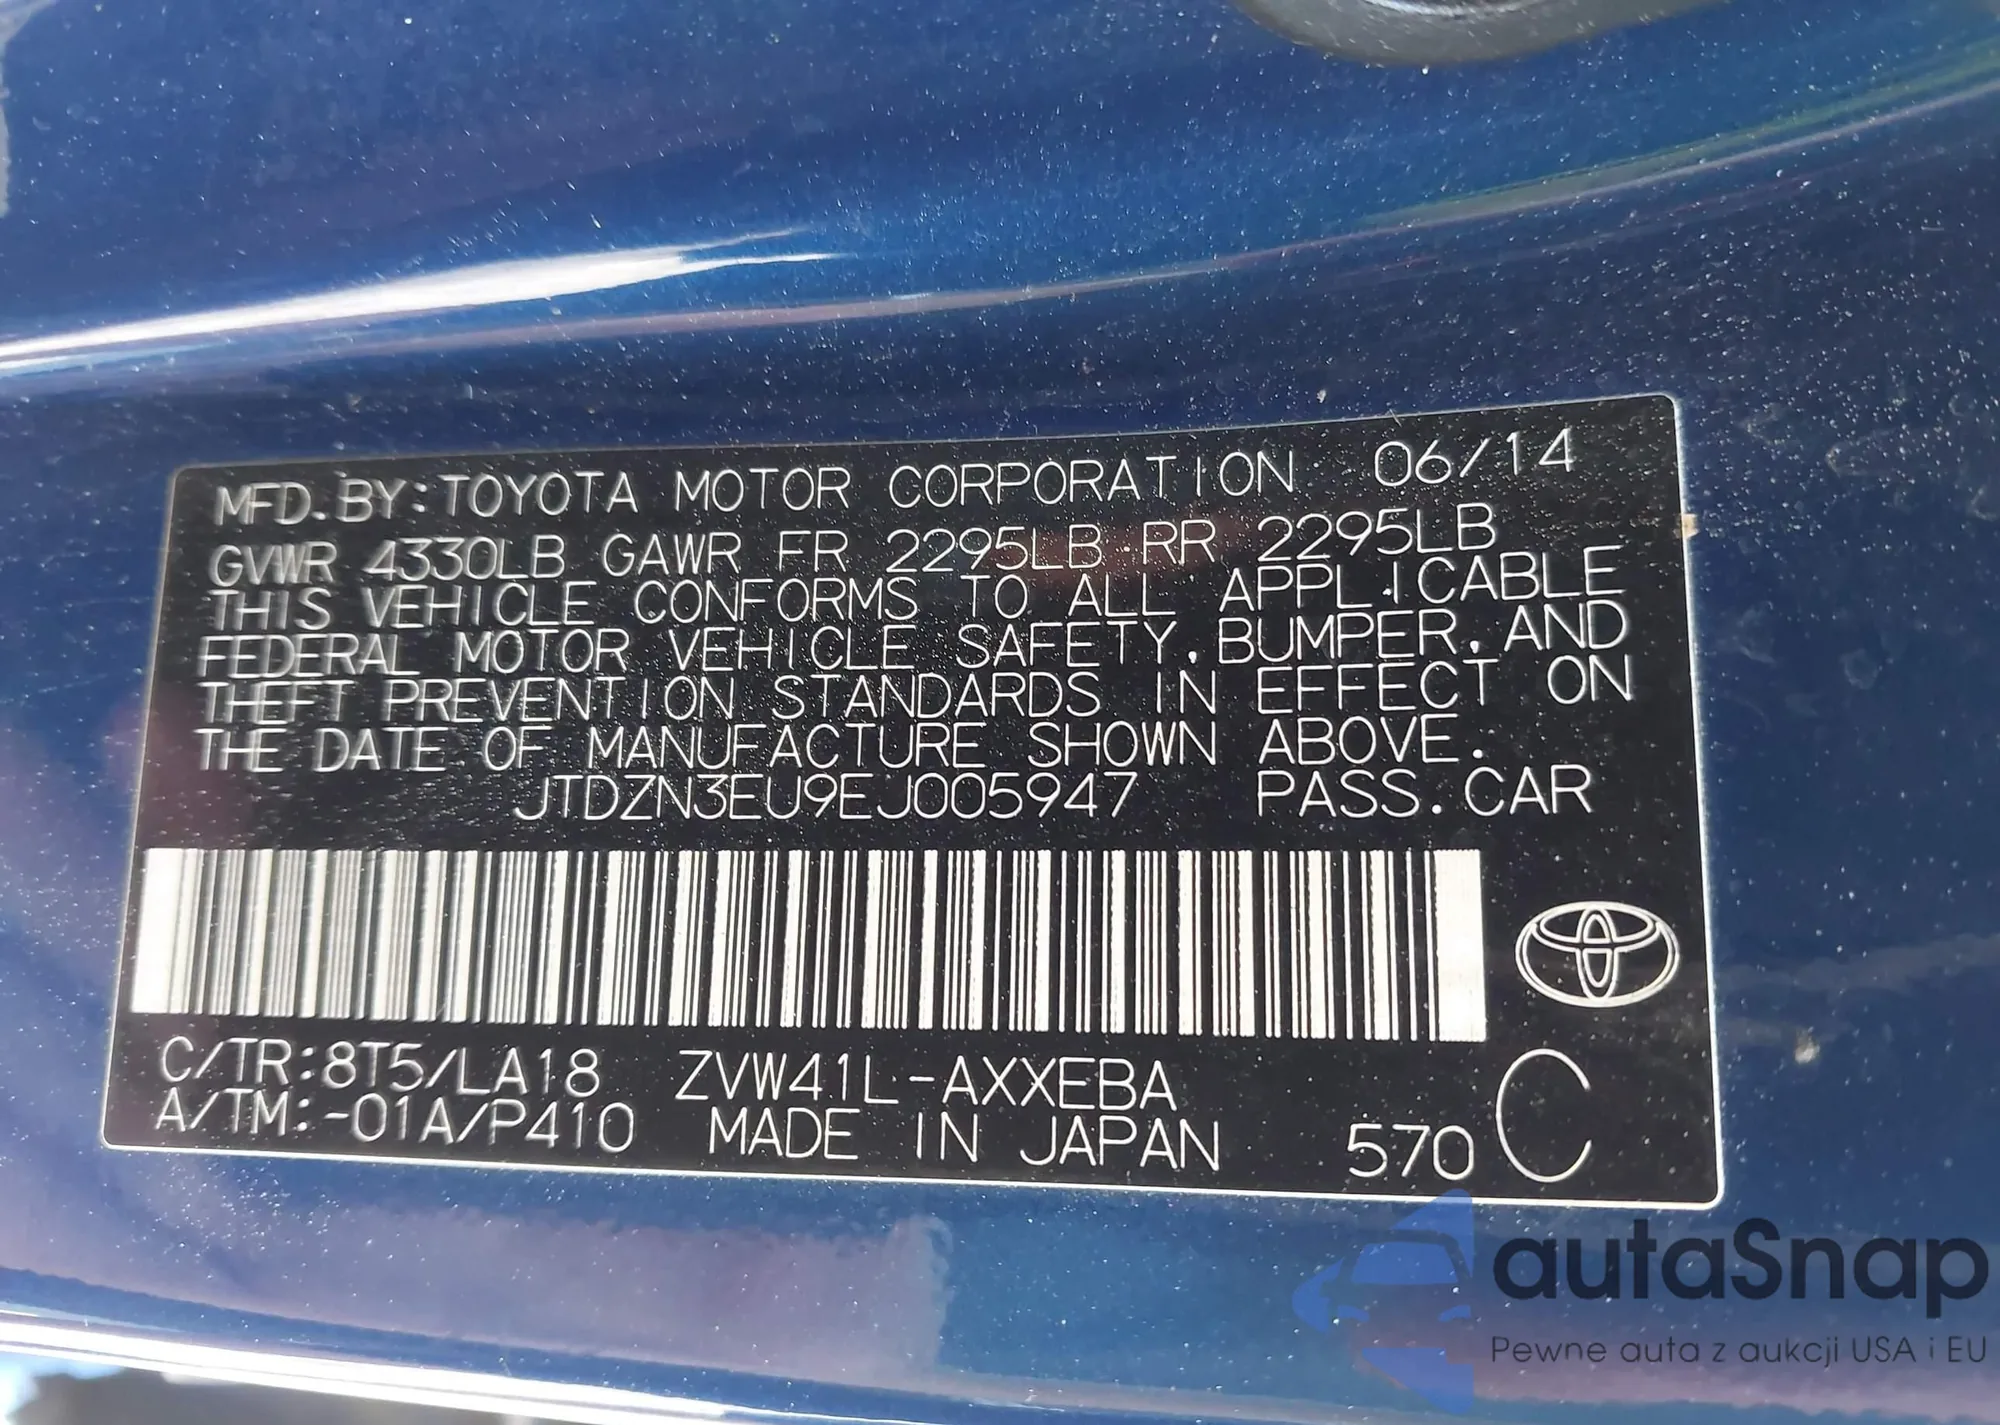 MFD. BY: TOYOTA MOTOR CORPORATION 06/14
GVWR 4330LB GAWR FR 2295LB RR 2295LB
THIS VEHICLE CONFORMS TO ALL APPLICABLE
FEDERAL MOTOR VEHICLE SAFETY, BUMPER, AND
THEFT PREVENTION STANDARDS IN EFFECT ON
THE DATE OF MANUFACTURE SHOWN ABOVE.
JTDZN3EU9EJ005947 PASS. CAR
C/TR:8T5/LA18 ZVW41L-AXXEBA
A/TM:-01A/P410 MADE IN JAPAN 570 C
autaSnap
Pewne auta z aukcji USA i EU